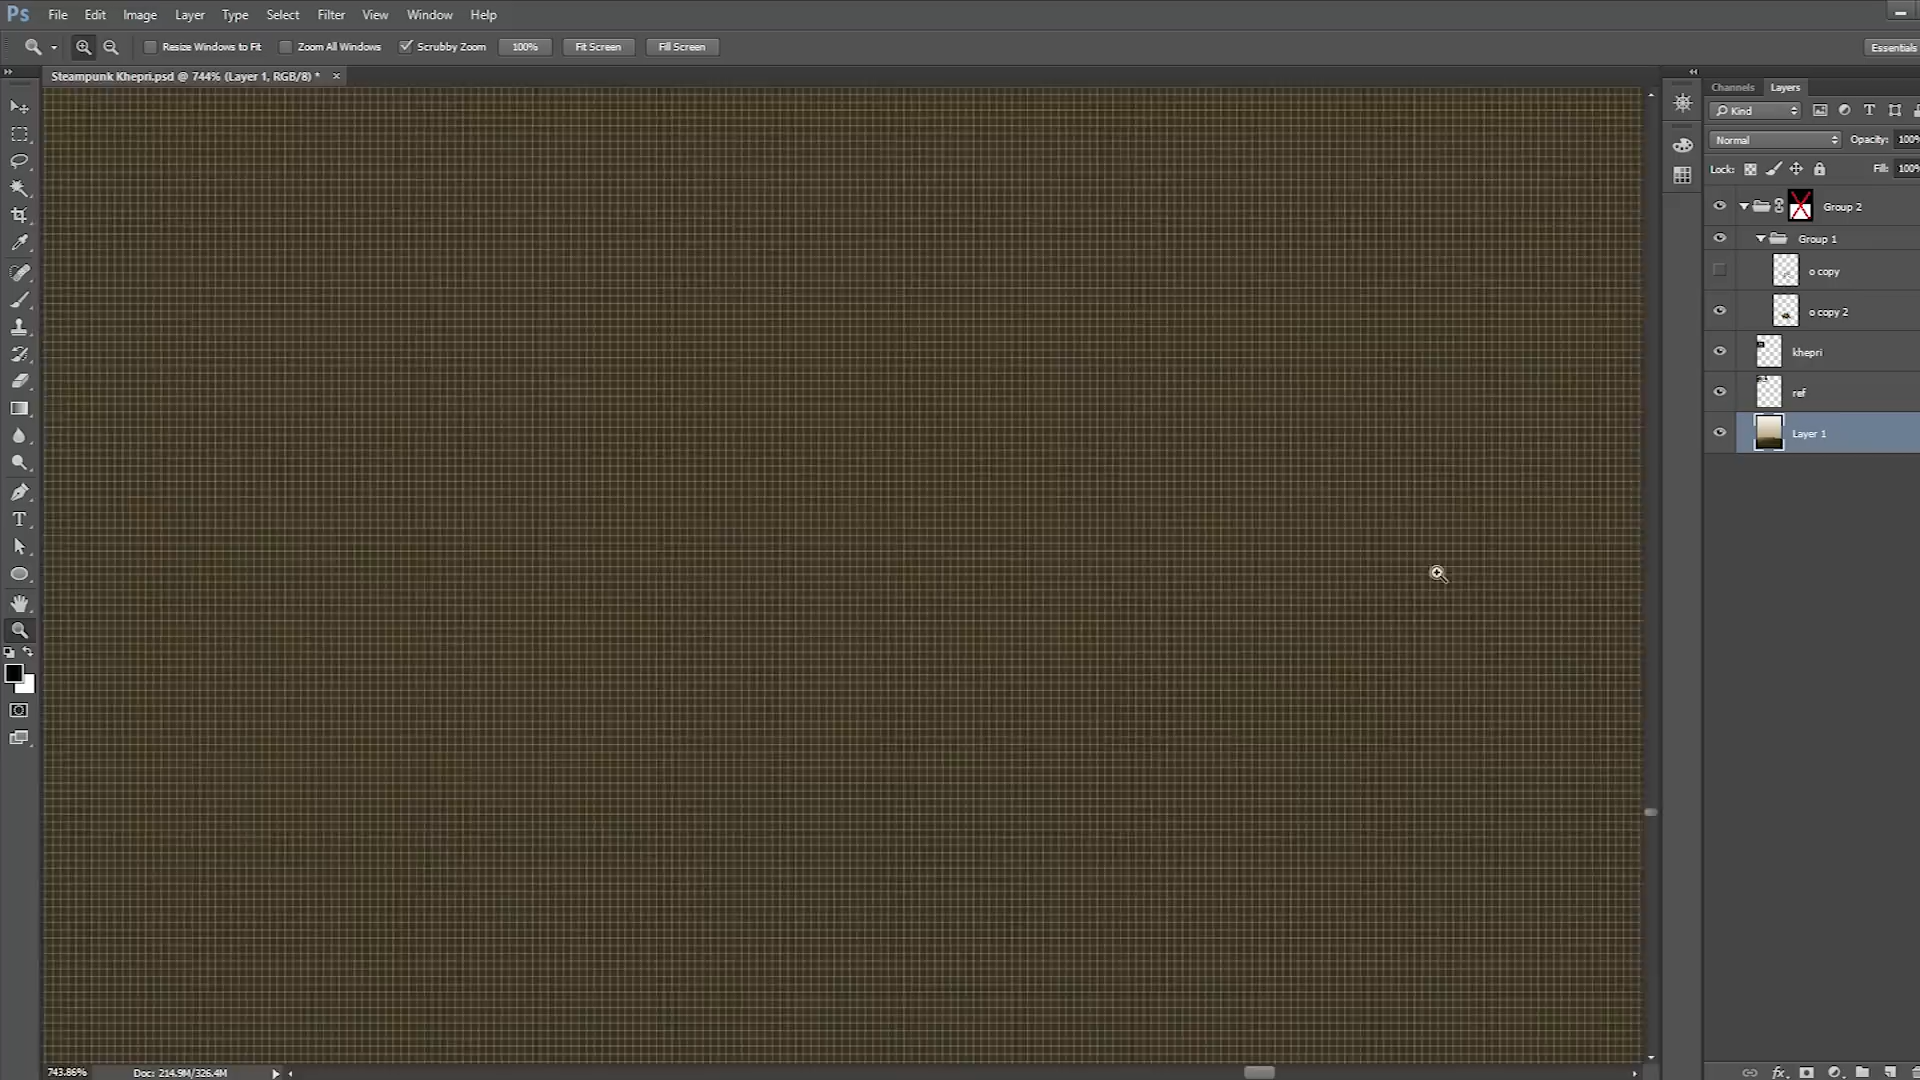 Ps File Edit Image Layer Type Select Filter View Window Help
Resize Windows to Fit Zoom All Windows Scrubby Zoom 100% Fit Screen Fill Screen Essentials
Steampunk Khepri.psd @ 744% (Layer 1, RGB/8) * ×
Channels Layers
Kind
Normal Opacity: 100%
Lock: Fill: 100%
Group 2
Group 1
o copy
o copy 2
khepri
ref
Layer 1
743.86% Doc: 214.9M/326.4M